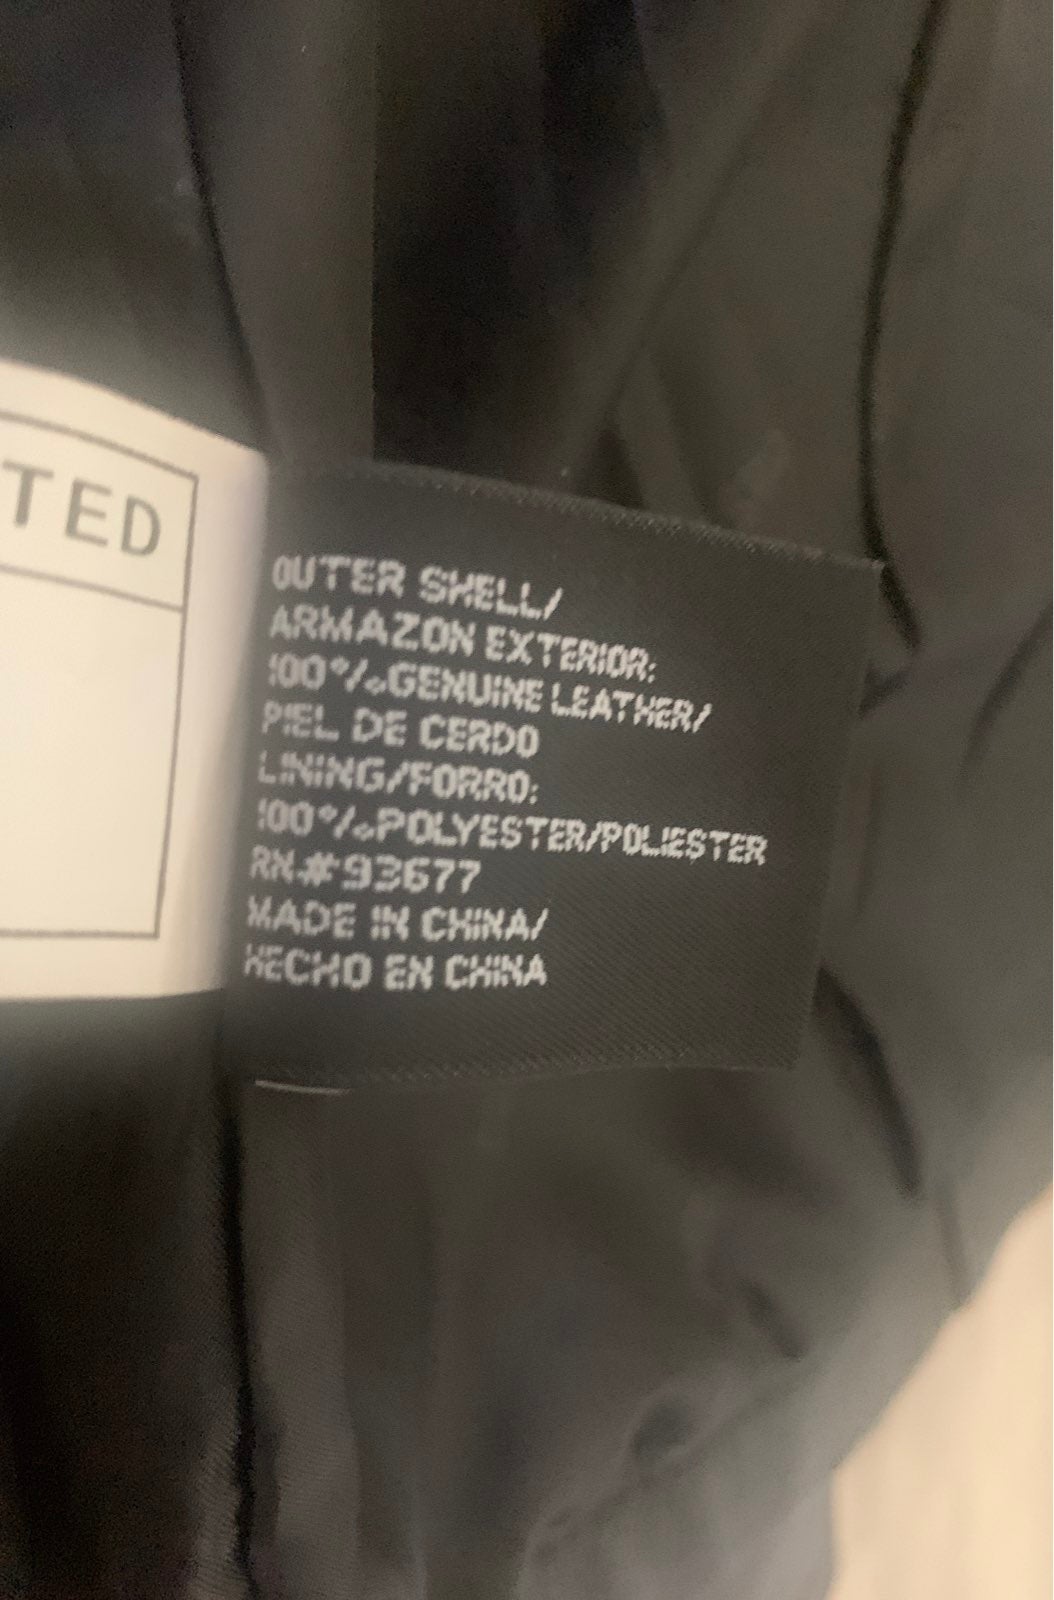 TED
OUTER SHELL/
ARMAZON EXTERIOR:
100%GENUINE LEATHER/
PIEL DE CERDO
LINING/FORRO:
100%POLYESTER/POLIESTER
RN#93677
MADE IN CHINA/
HECHO EN CHINA